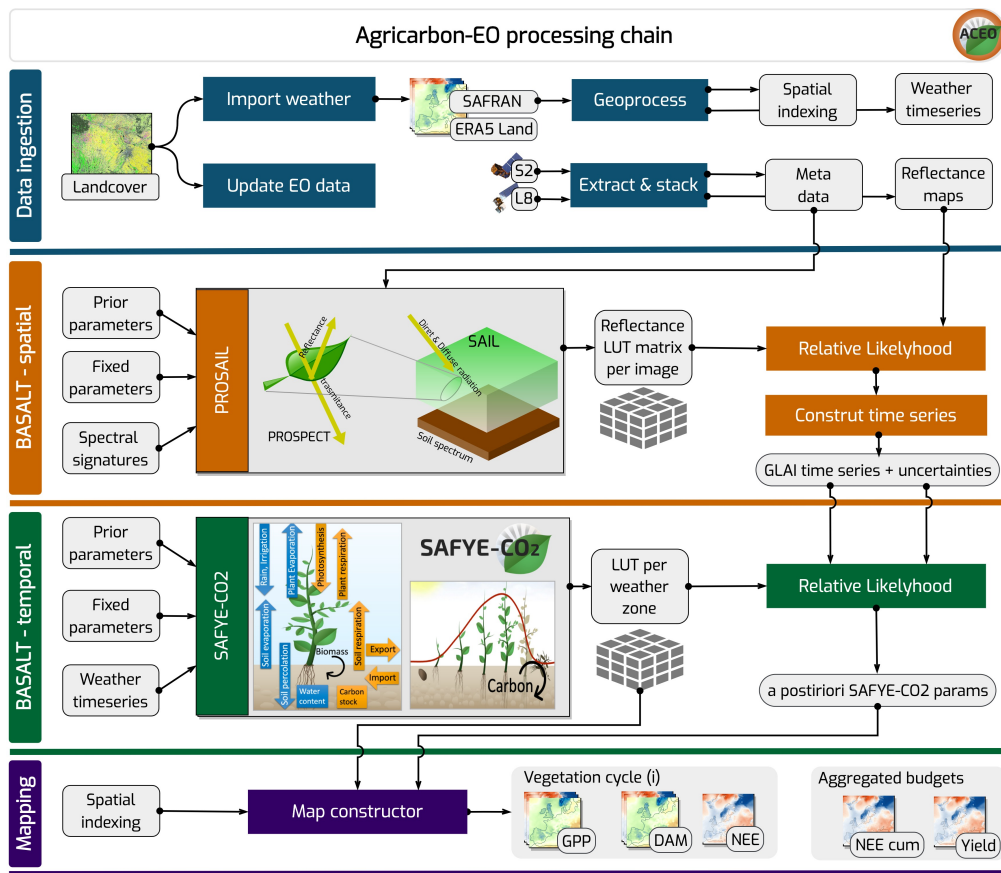 Agricarbon-EO processing chain
ACEO
Data ingestion
Landcover
Import weather
Update EO data
SAFRAN
ERA5 Land
Geoprocess
Spatial
indexing
Weather
timeseries
S2
L8
Extract & stack
Meta
data
Reflectance
maps
BASALT - spatial
Prior
parameters
Fixed
parameters
Spectral
signatures
PROSAIL
Reflectance
trasmitance
PROSPECT
Diret & Diffuse radiation
SAIL
Soil spectrum
Reflectance
LUT matrix
per image
Relative Likelyhood
Construt time series
GLAI time series + uncertainties
BASALT - temporal
Prior
parameters
Fixed
parameters
Weather
timeseries
SAFYE-CO2
Rain, Irrigation
Plant Evaporation
Photosynthesis
Plant respiration
Soil evaporation
Soil percolation
Soil respiration
Biomass
Export
Import
Water
content
Carbon
stock
SAFYE-CO2
Carbon
LUT per
weather
zone
Relative Likelyhood
a postiriori SAFYE-CO2 params
Mapping
Spatial
indexing
Map constructor
Vegetation cycle (i)
GPP
DAM
NEE
Aggregated budgets
NEE cum
Yield